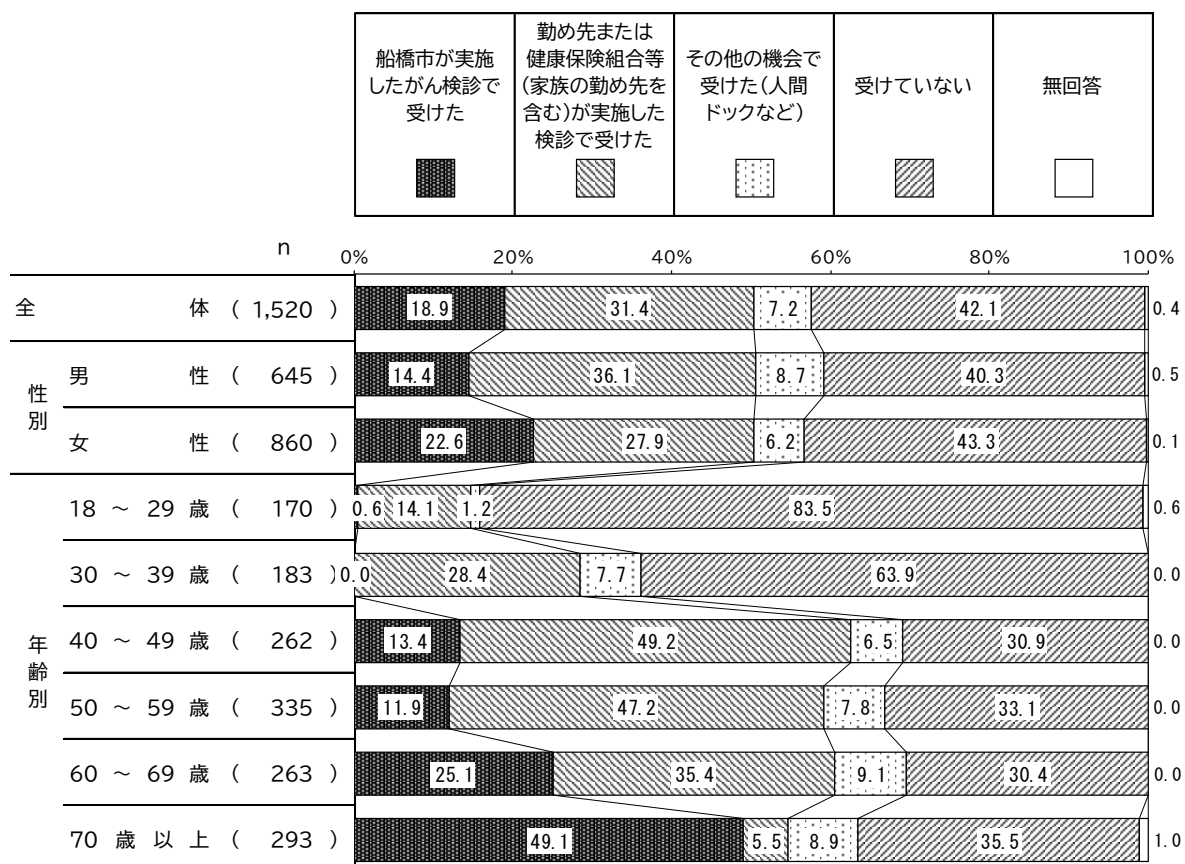 船橋市が実施
したがん検診で
受けた
勤め先または
健康保険組合等
(家族の勤め先を
含む)が実施した
検診で受けた
その他の機会で
受けた(人間
ドックなど)
受けていない
無回答
n
0% 20% 40% 60% 80% 100%
全 体 ( 1,520 ) 18.9 31.4 7.2 42.1 0.4
性別
男 性 ( 645 ) 14.4 36.1 8.7 40.3 0.5
女 性 ( 860 ) 22.6 27.9 6.2 43.3 0.1
年齢別
18 ~ 29 歳 ( 170 ) 0.6 14.1 1.2 83.5 0.6
30 ~ 39 歳 ( 183 ) 0.0 28.4 7.7 63.9 0.0
40 ~ 49 歳 ( 262 ) 13.4 49.2 6.5 30.9 0.0
50 ~ 59 歳 ( 335 ) 11.9 47.2 7.8 33.1 0.0
60 ~ 69 歳 ( 263 ) 25.1 35.4 9.1 30.4 0.0
70 歳 以 上 ( 293 ) 49.1 5.5 8.9 35.5 1.0